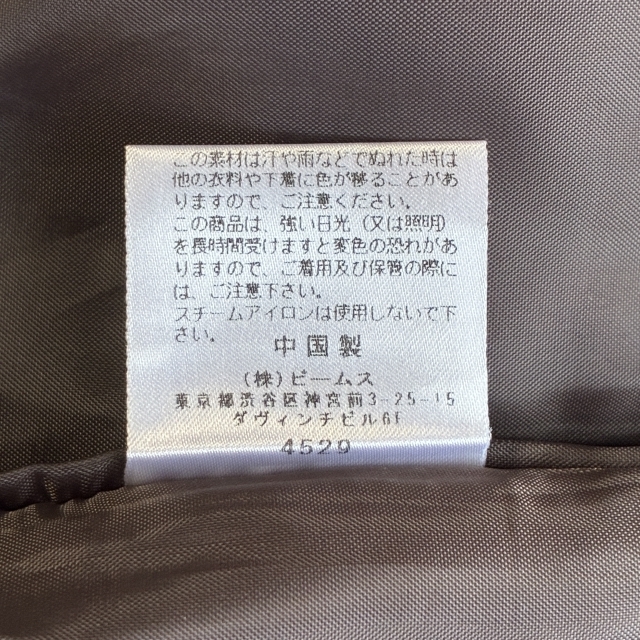 この素材は汗や雨などでぬれた時は
他の衣料や下着に色が移ることがあ
りますので、ご注意ください。
この商品は、強い日光（又は照明）
を長時間受けますと変色の恐れがあ
りますので、ご着用及び保管の際に
は、ご注意下さい。
スチームアイロンは使用しないで下
さい。
中国製
(株)ビームス
東京都渋谷区神宮前3-25-15
ダヴィンチビル6F
4529